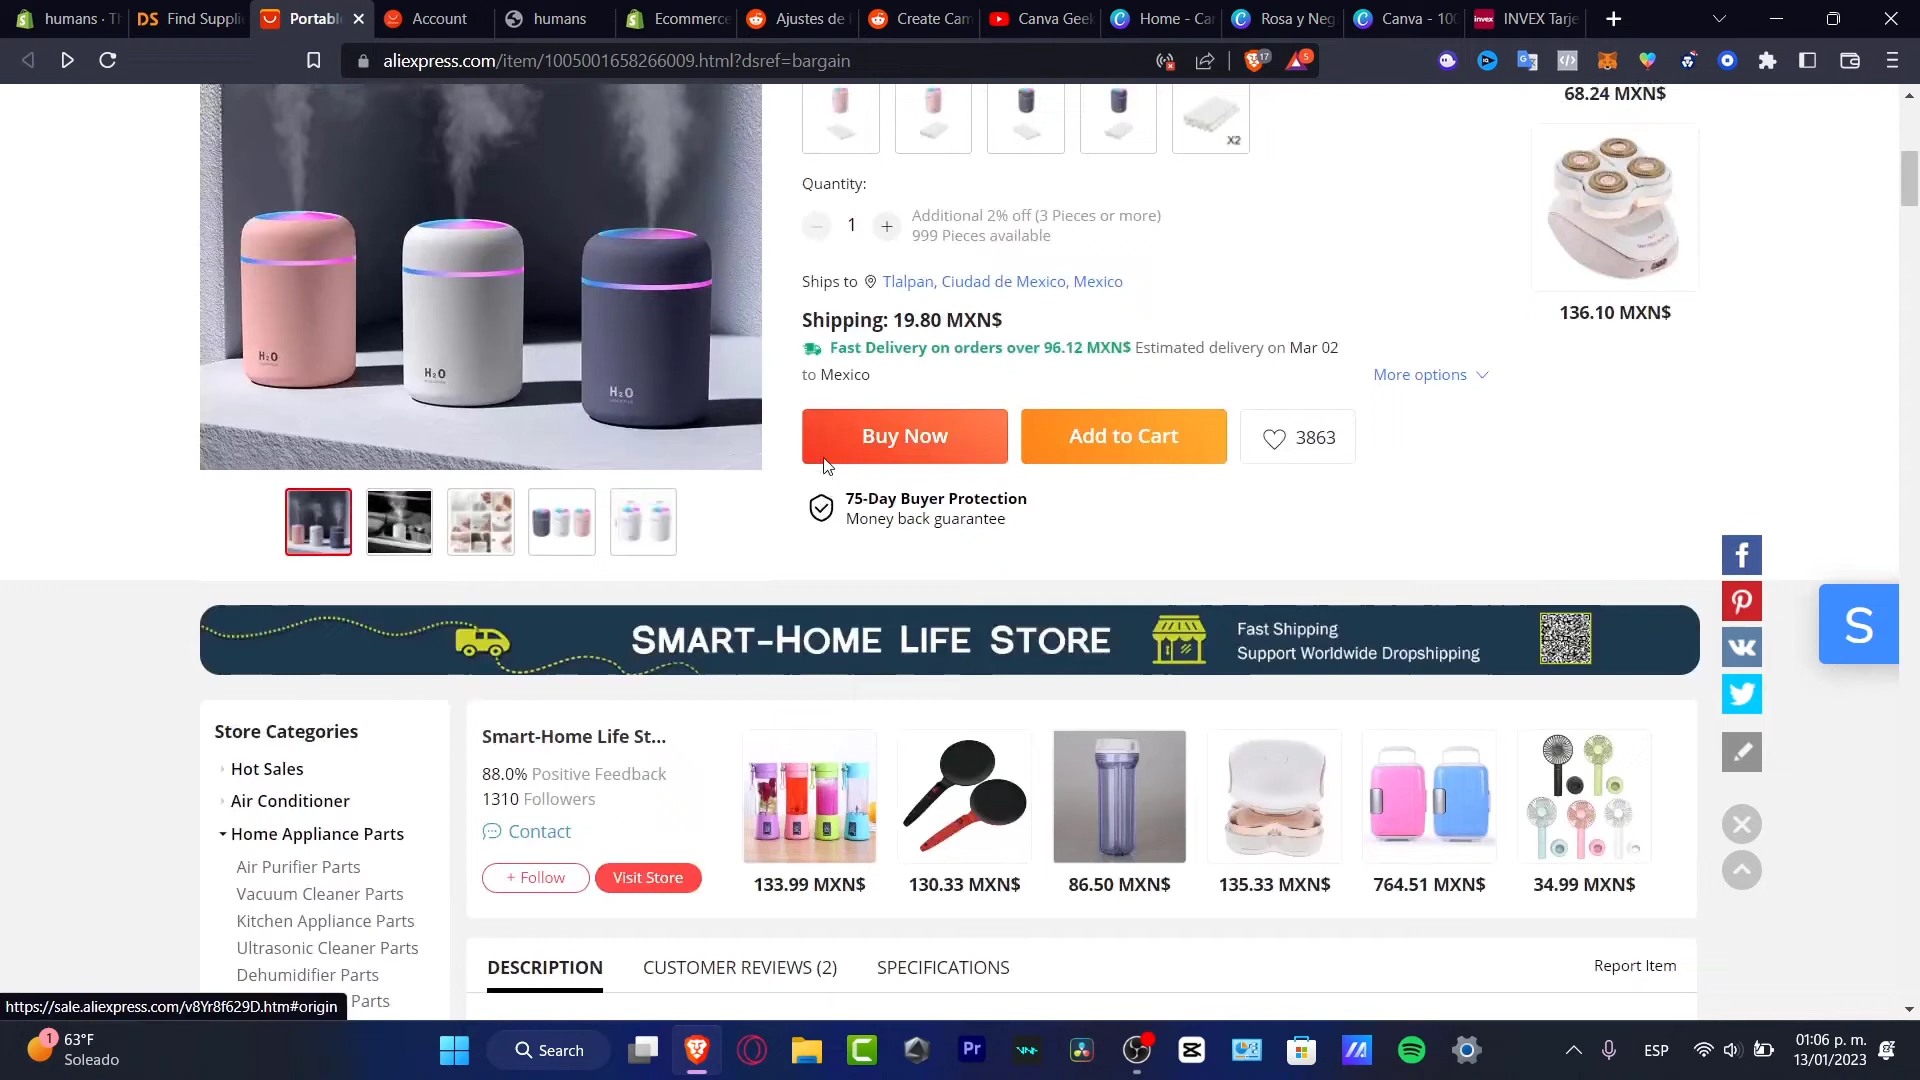 humans · Th
DS Find Suppli
Portabl
Account
humans
Ecommerce
Ajustes de
Create Cam
Canva Geek
Home - Can
Rosa y Neg
Canva - 100
INVEX Tarje
aliexpress.com/item/1005001658266009.html?dsref=bargain
17
5
68.24 MXN$
X2
Quantity:
1
Additional 2% off (3 Pieces or more)
999 Pieces available
Ships to Tlalpan, Ciudad de Mexico, Mexico
Shipping: 19.80 MXN$
Fast Delivery on orders over 96.12 MXN$ Estimated delivery on Mar 02
to Mexico
More options
136.10 MXN$
H₂O
H₂O
H₂O
Buy Now
Add to Cart
3863
75-Day Buyer Protection
Money back guarantee
SMART-HOME LIFE STORE
Fast Shipping
Support Worldwide Dropshipping
S
Store Categories
Hot Sales
Air Conditioner
Home Appliance Parts
Air Purifier Parts
Vacuum Cleaner Parts
Kitchen Appliance Parts
Ultrasonic Cleaner Parts
Dehumidifier Parts
Parts
Smart-Home Life St...
88.0% Positive Feedback
1310 Followers
Contact
+ Follow
Visit Store
133.99 MXN$
130.33 MXN$
86.50 MXN$
135.33 MXN$
764.51 MXN$
34.99 MXN$
DESCRIPTION
CUSTOMER REVIEWS (2)
SPECIFICATIONS
Report Item
https://sale.aliexpress.com/v8Yr8f629D.htm#origin
1
63°F
Soleado
Search
Pr
ESP
01:06 p. m.
13/01/2023